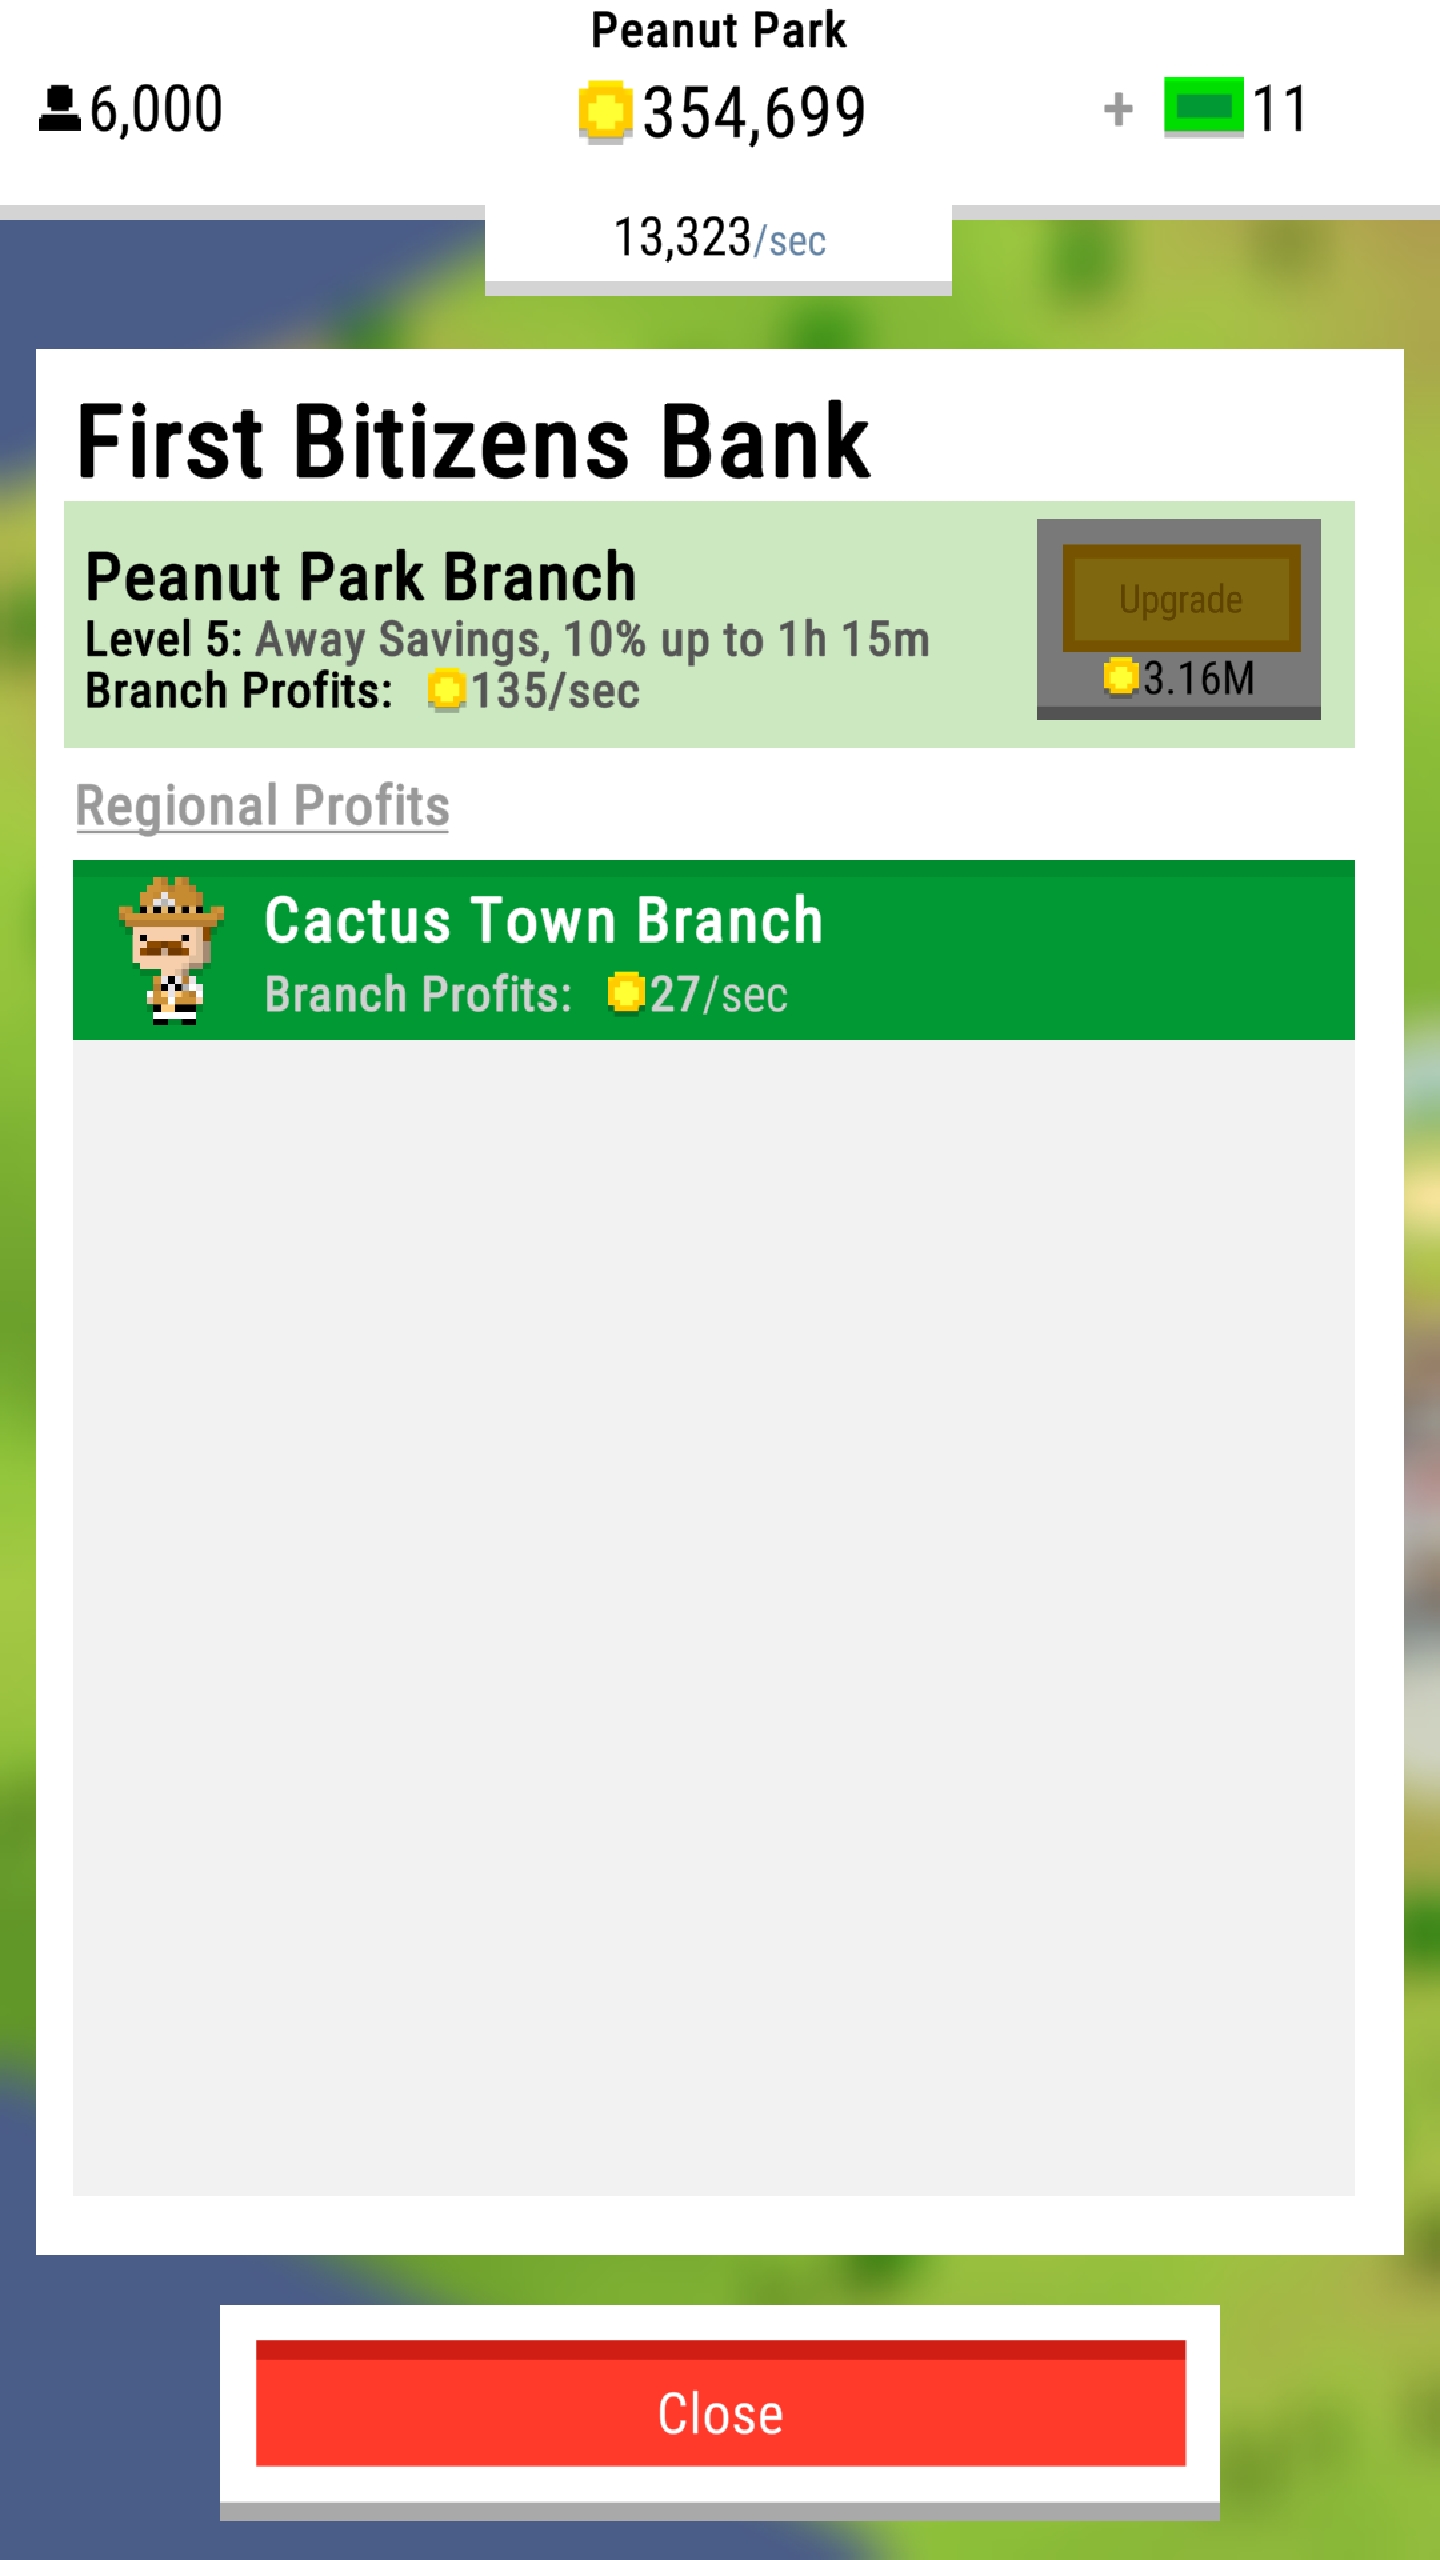 Peanut Park
6,000
354,699
+ 11
13,323/sec
First Bitizens Bank
Peanut Park Branch
Level 5: Away Savings, 10% up to 1h 15m
Branch Profits: 135/sec
Upgrade
3.16M
Regional Profits
Cactus Town Branch
Branch Profits: 27/sec
Close